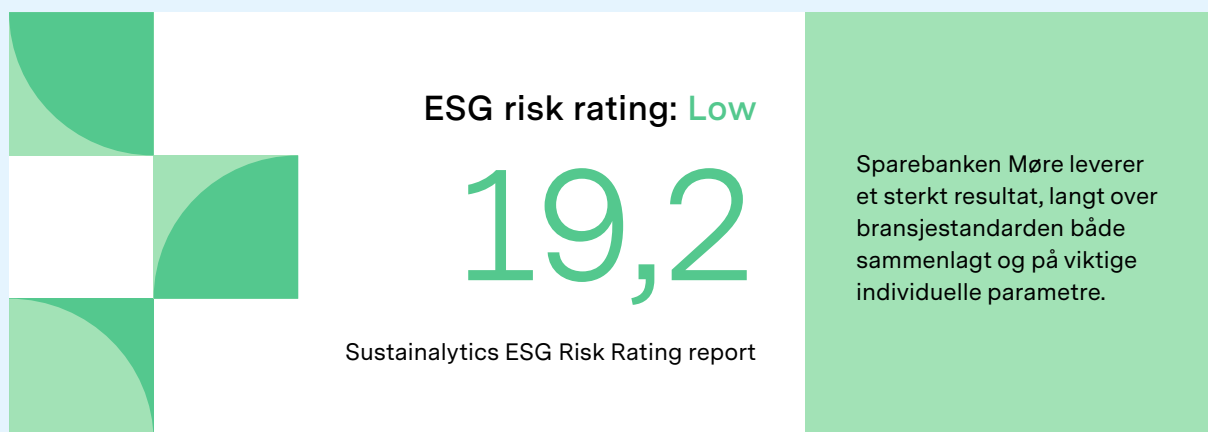 ESG risk rating: Low
19,2
Sustainalytics ESG Risk Rating report
Sparebanken Møre leverer
et sterkt resultat, langt over
bransjestandarden både
sammenlagt og på viktige
individuelle parametre.